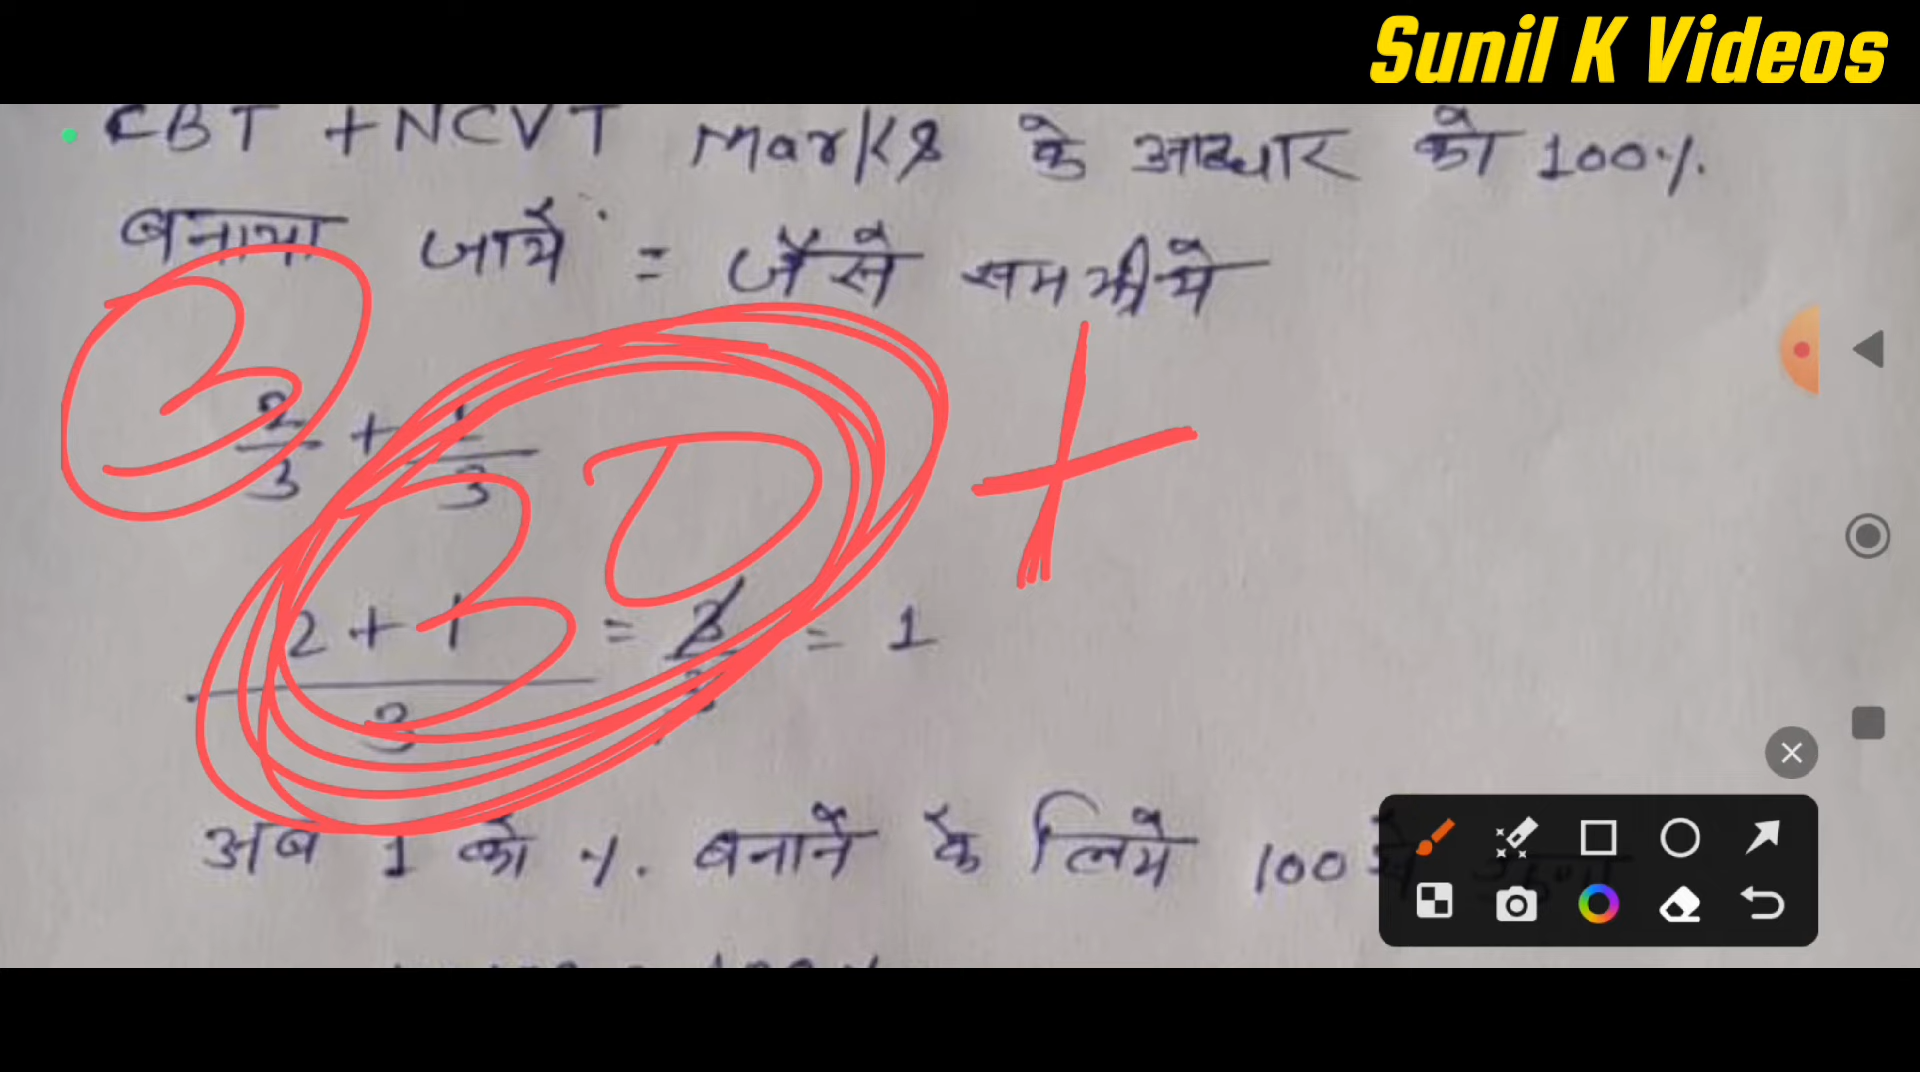 Sunil K Videos
CBT + NCVT Marks के आधार को 100%
बनाया जाये = जैसे समझीये
3
2/3 + 1/3
30 +
2 + 1 / 3 = 3/3 = 1
अब 1 को %. बनाने के लिये 100